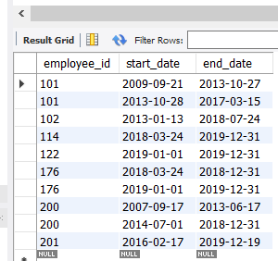 Result Grid Filter Rows:
employee_id start_date end_date
101 2009-09-21 2013-10-27
101 2013-10-28 2017-03-15
102 2013-01-13 2018-07-24
114 2018-03-24 2019-12-31
122 2019-01-01 2019-12-31
176 2018-03-24 2018-12-31
176 2019-01-01 2019-12-31
200 2007-09-17 2013-06-17
200 2014-07-01 2018-12-31
201 2016-02-17 2019-12-19
NULL NULL NULL